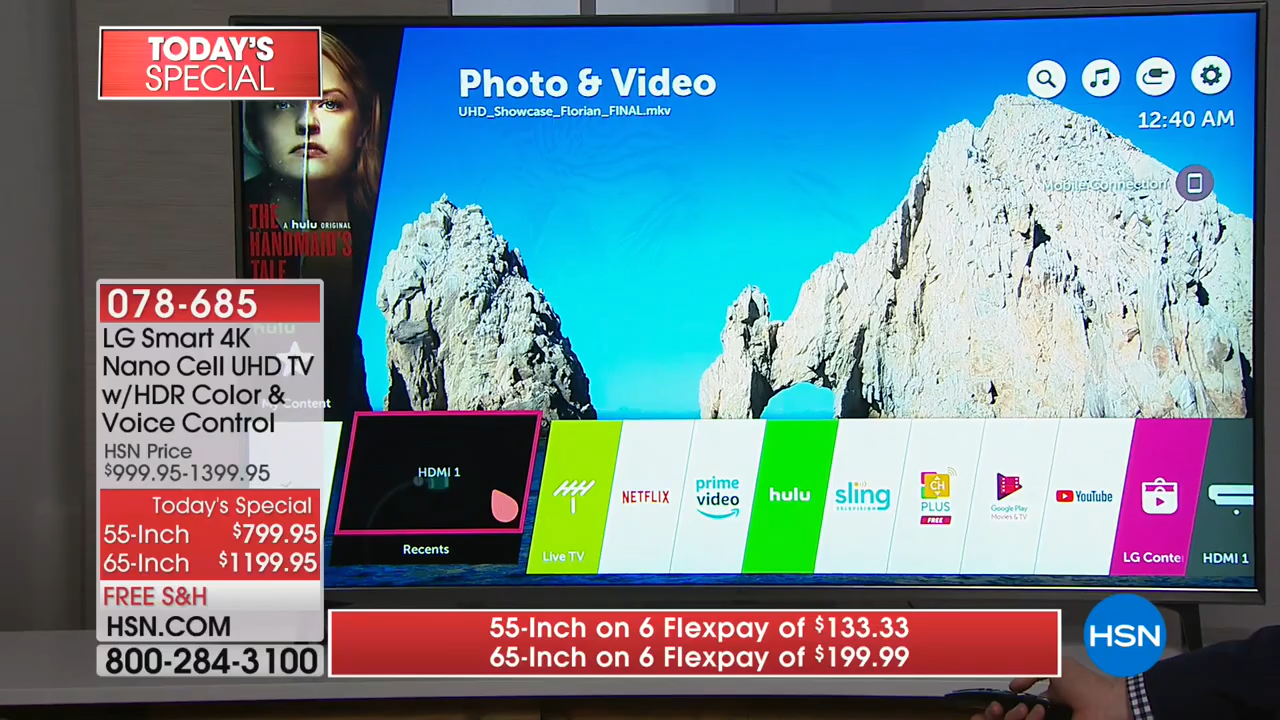 TODAY'S
SPECIAL
Photo & Video
UHD_Showcase_Florian_FINAL.mkv
12:40 AM
Mobile Connection
THE
A hulu ORIGINAL
HANDMAID'S
TALE
hulu
My Content
078-685
LG Smart 4K
Nano Cell UHD TV
w/HDR Color &
Voice Control
HSN Price
$999.95-1399.95
Today's Special
55-Inch $799.95
65-Inch $1199.95
FREE S&H
HSN.COM
800-284-3100
HDMI 1
Recents
Live TV
NETFLIX
prime
video
hulu
sling
TELEVISION
CH
PLUS
FREE
Google Play
Movies & TV
YouTube
LG Conte
HDMI 1
55-Inch on 6 Flexpay of $133.33
65-Inch on 6 Flexpay of $199.99
HSN